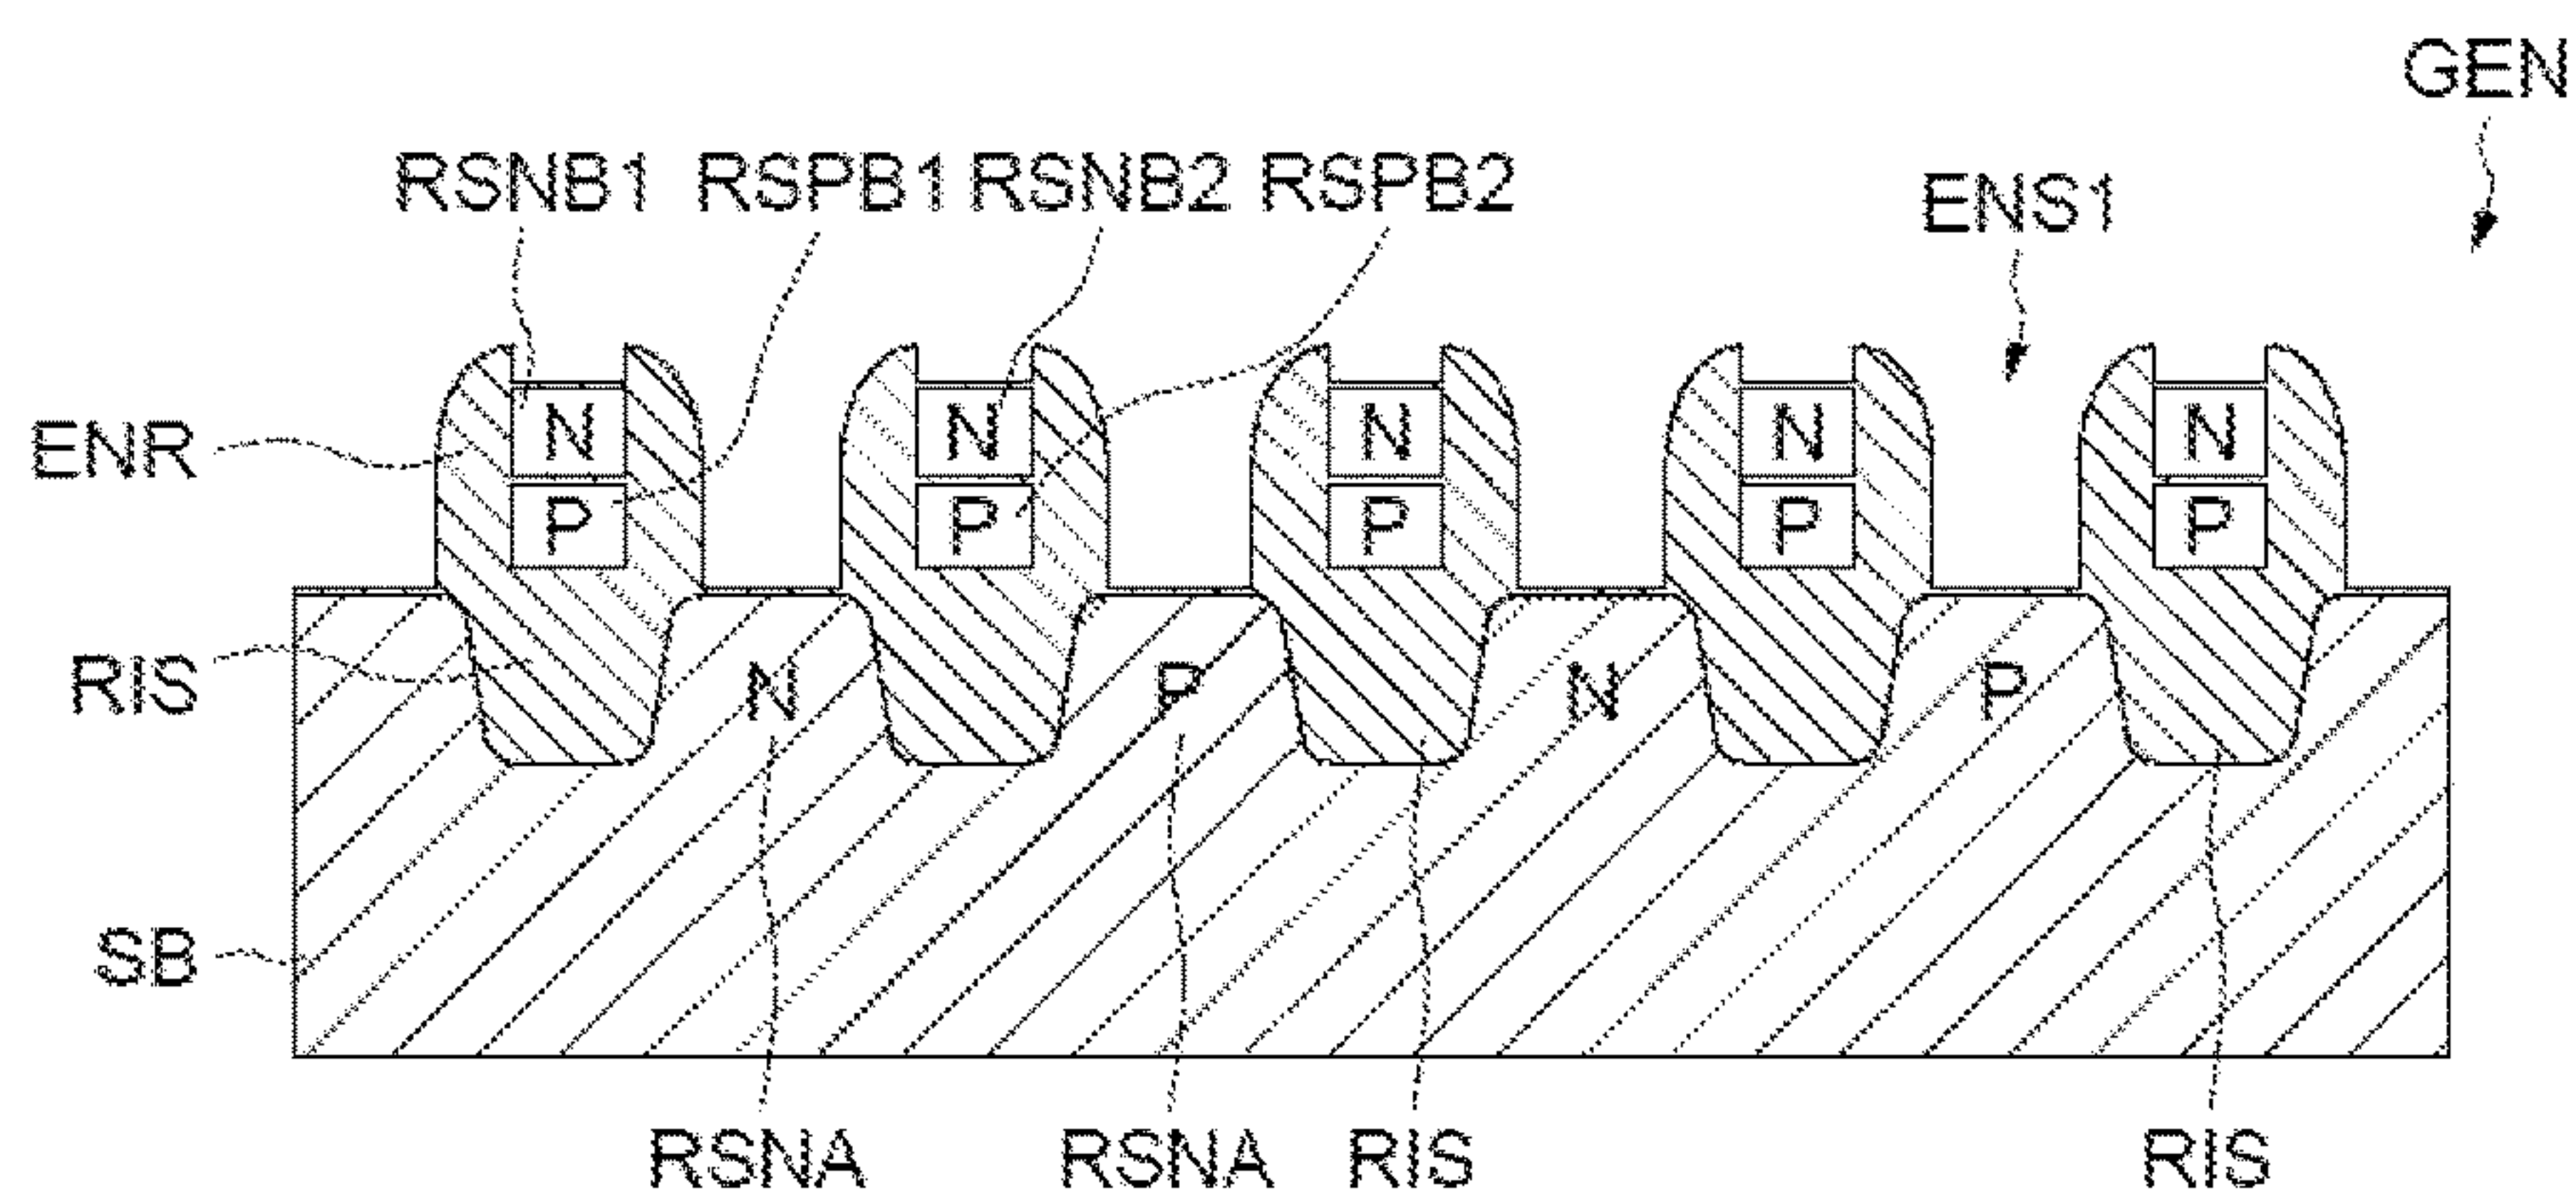 GEN
RSNB1 RSPB1 RSNB2 RSPB2
ENS1
ENR N N N N N
P P P P P
RIS N P N P
SB
RSNA RSNA RIS RIS